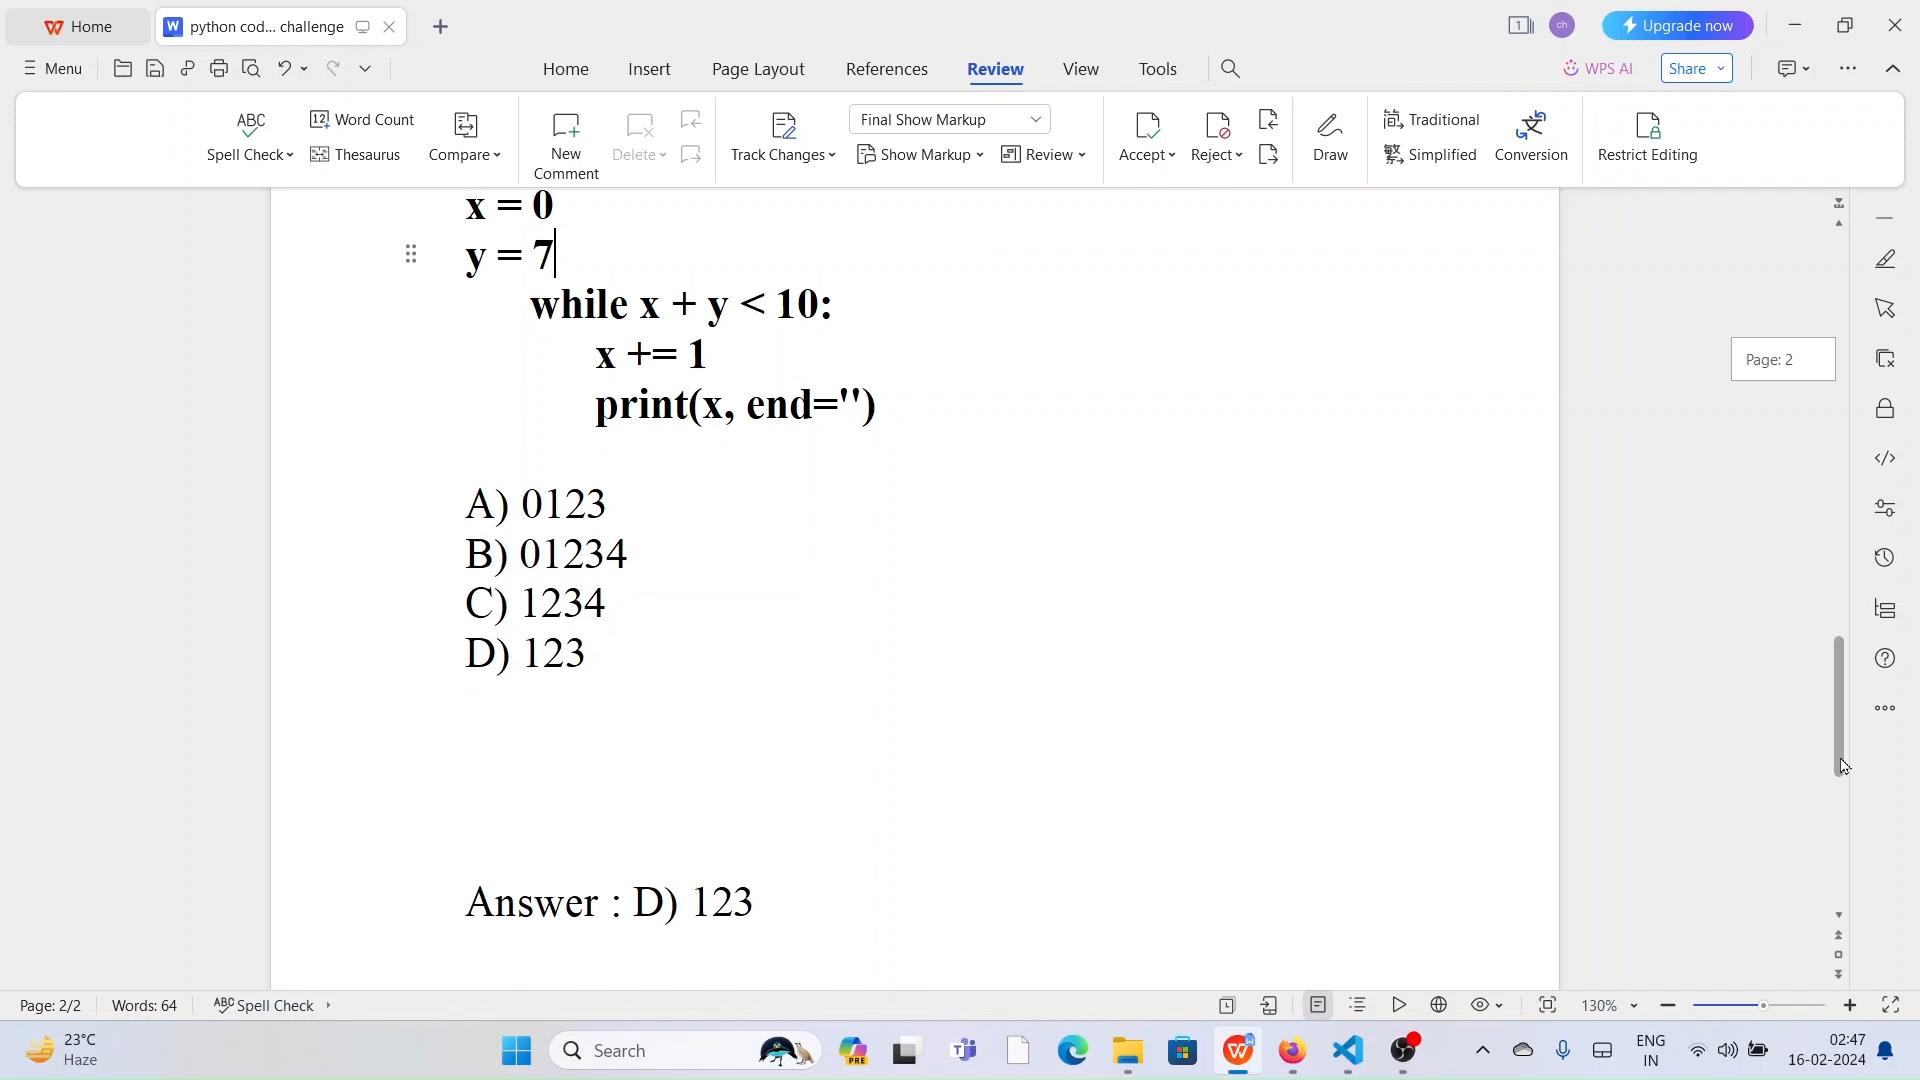 Home
python cod... challenge
1
ch
Upgrade now
Menu
Home Insert Page Layout References Review View Tools
WPS AI
Share
ABC
Spell Check
Word Count
Thesaurus
Compare
New
Comment
Delete
Track Changes
Final Show Markup
Show Markup
Review
Accept
Reject
Draw
Traditional
Simplified
Conversion
Restrict Editing
x = 0
y = 7
while x + y < 10:
x += 1
print(x, end='')
Page: 2
A) 0123
B) 01234
C) 1234
D) 123
Answer : D) 123
Page: 2/2
Words: 64
ABC Spell Check
130%
23°C
Haze
Search
PRE
ENG
IN
02:47
16-02-2024